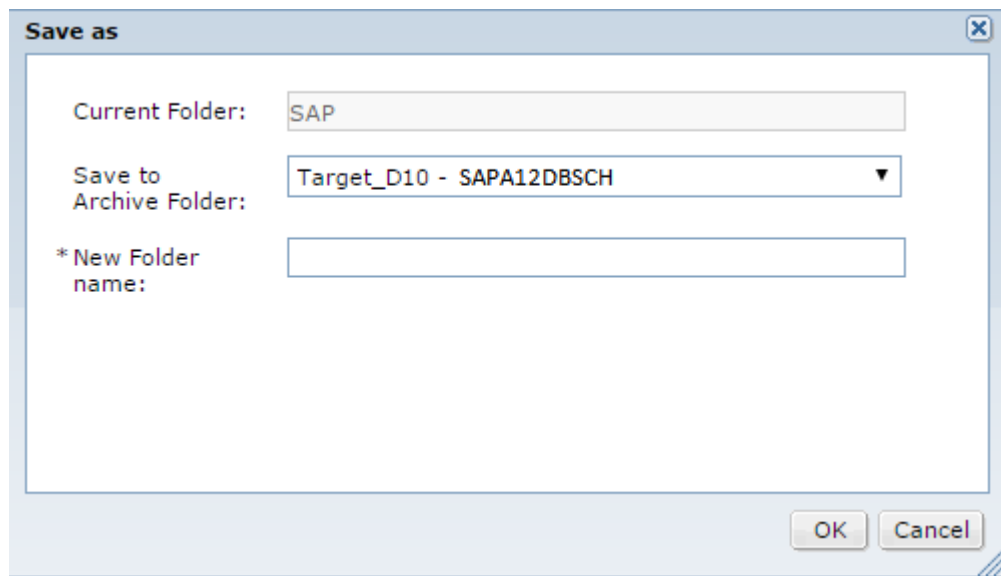 Save as
Current Folder: SAP
Save to
Archive Folder: Target_D10 - SAPA12DBSCH
* New Folder
name:
OK Cancel